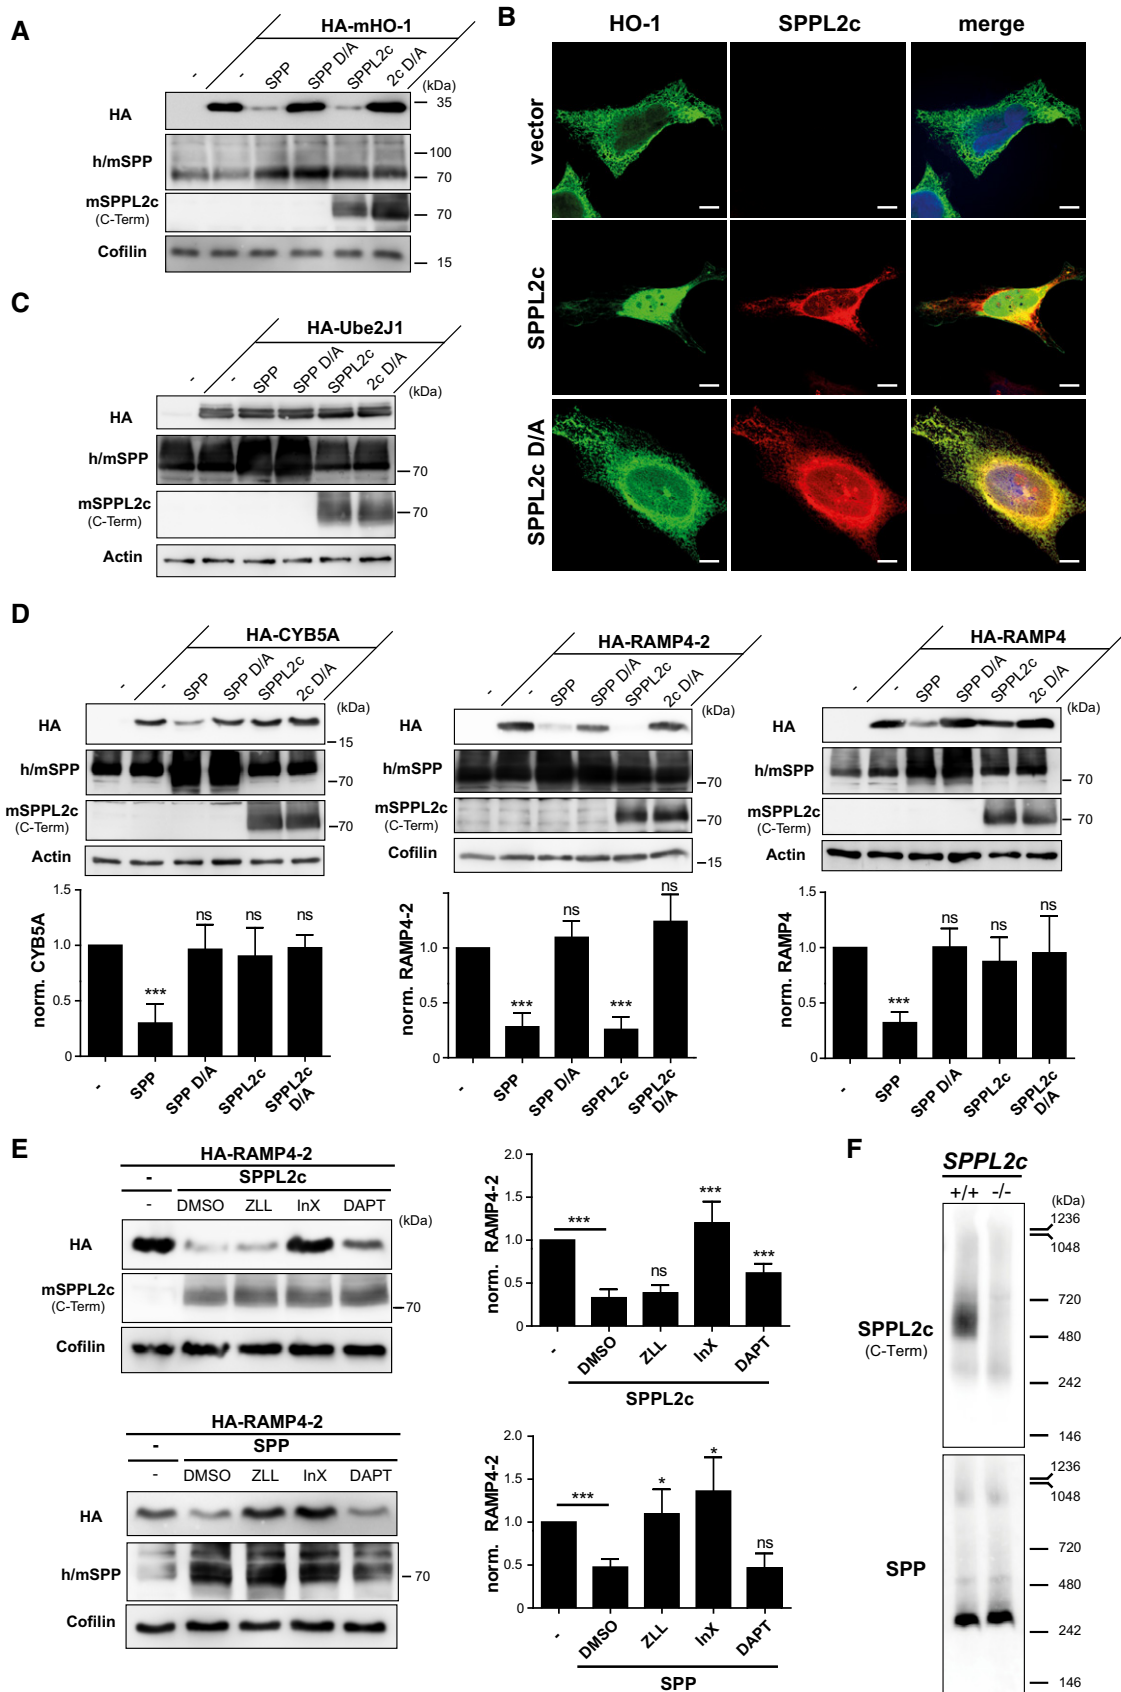 A
HA-mHO-1
- - SPP SPP D/A SPPL2c 2c D/A
(kDa)
HA
35
h/mSPP
100
70
mSPPL2c
(C-Term)
70
Cofilin
15
B
HO-1 SPPL2c merge
vector
SPPL2c
SPPL2c D/A
C
HA-Ube2J1
- - SPP SPP D/A SPPL2c 2c D/A
(kDa)
HA
h/mSPP
70
mSPPL2c
(C-Term)
70
Actin
D
HA-CYB5A
- - SPP SPP D/A SPPL2c 2c D/A
(kDa)
HA
15
h/mSPP
70
mSPPL2c
(C-Term)
70
Actin
norm. CYB5A
1.5
1.0
0.5
0
*** ns ns ns
- SPP SPP D/A SPPL2c SPPL2c D/A
HA-RAMP4-2
- - SPP SPP D/A SPPL2c 2c D/A
(kDa)
HA
h/mSPP
70
mSPPL2c
(C-Term)
70
Cofilin
15
norm. RAMP4-2
1.0
0.5
0
*** ns *** ns
- SPP SPP D/A SPPL2c SPPL2c D/A
HA-RAMP4
- - SPP SPP D/A SPPL2c 2c D/A
(kDa)
HA
h/mSPP
70
mSPPL2c
(C-Term)
70
Actin
norm. RAMP4
1.5
1.0
0.5
0
*** ns ns ns
- SPP SPP D/A SPPL2c SPPL2c D/A
E
HA-RAMP4-2
- SPPL2c
- DMSO ZLL InX DAPT
(kDa)
HA
mSPPL2c
(C-Term)
70
Cofilin
norm. RAMP4-2
2.0
1.5
1.0
0.5
0
*** ns *** ***
- DMSO ZLL InX DAPT
SPPL2c
HA-RAMP4-2
- SPP
- DMSO ZLL InX DAPT
HA
h/mSPP
70
Cofilin
norm. RAMP4-2
2.0
1.5
1.0
0.5
0
*** * * ns
- DMSO ZLL InX DAPT
SPP
F
SPPL2c
+/+ -/-
(kDa)
1236
1048
720
480
242
146
SPPL2c
(C-Term)
1236
1048
720
480
242
146
SPP